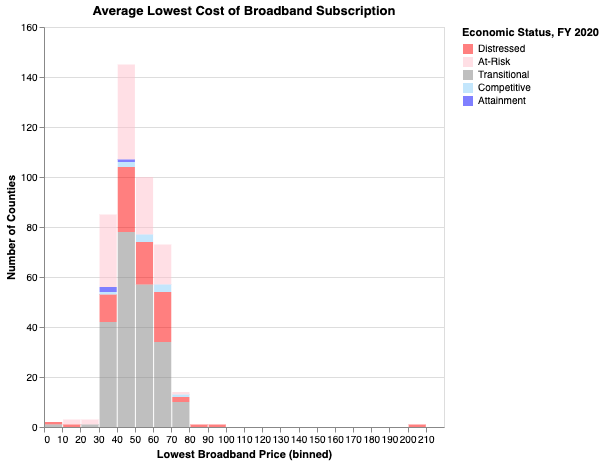 Average Lowest Cost of Broadband Subscription
Economic Status, FY 2020
Distressed
At-Risk
Transitional
Competitive
Attainment
Number of Counties
160
140
120
100
80
60
40
20
0
0 10 20 30 40 50 60 70 80 90 100 110 120 130 140 150 160 170 180 190 200 210
Lowest Broadband Price (binned)